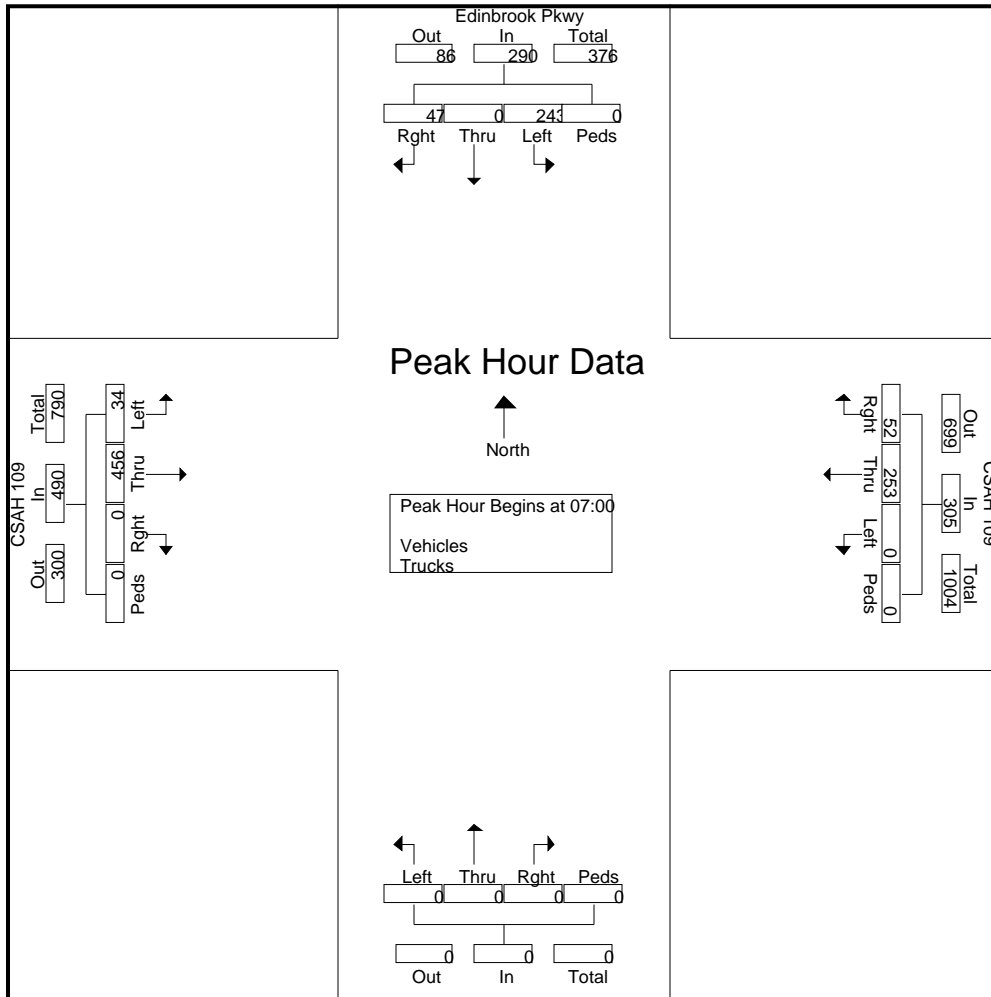 Edinbrook Pkwy
Out In Total
86 290 376
47 0 243 0
Rght Thru Left Peds
Peak Hour Data
North
Peak Hour Begins at 07:00
Vehicles
Trucks
CSAH 109
Total In Out
790 490 300
34 456 0 0
Left Thru Rght Peds
CSAH 109
Out In Total
699 305 1004
52 253 0 0
Rght Thru Left Peds
Left Thru Rght Peds
0 0 0 0
0 0 0
Out In Total